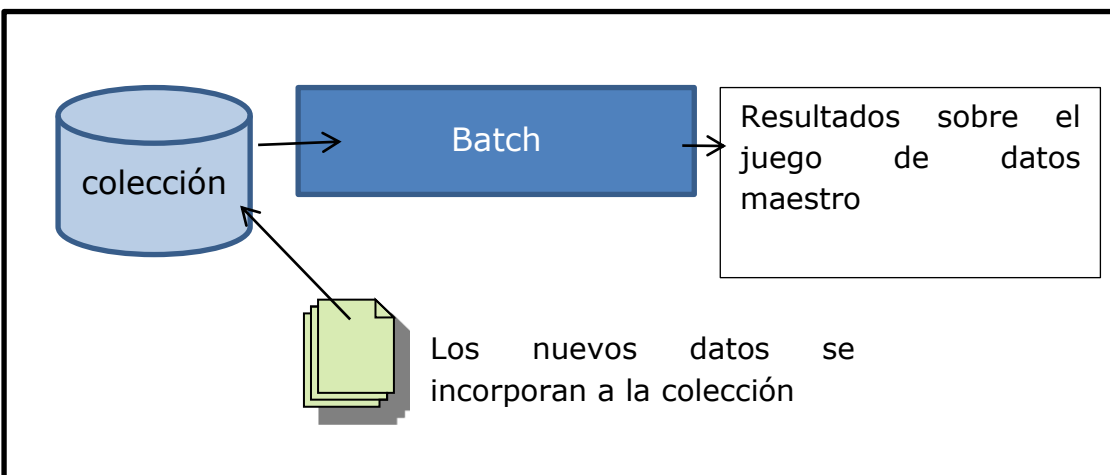 colección
Batch
Resultados sobre el
juego de datos
maestro
Los nuevos datos se
incorporan a la colección